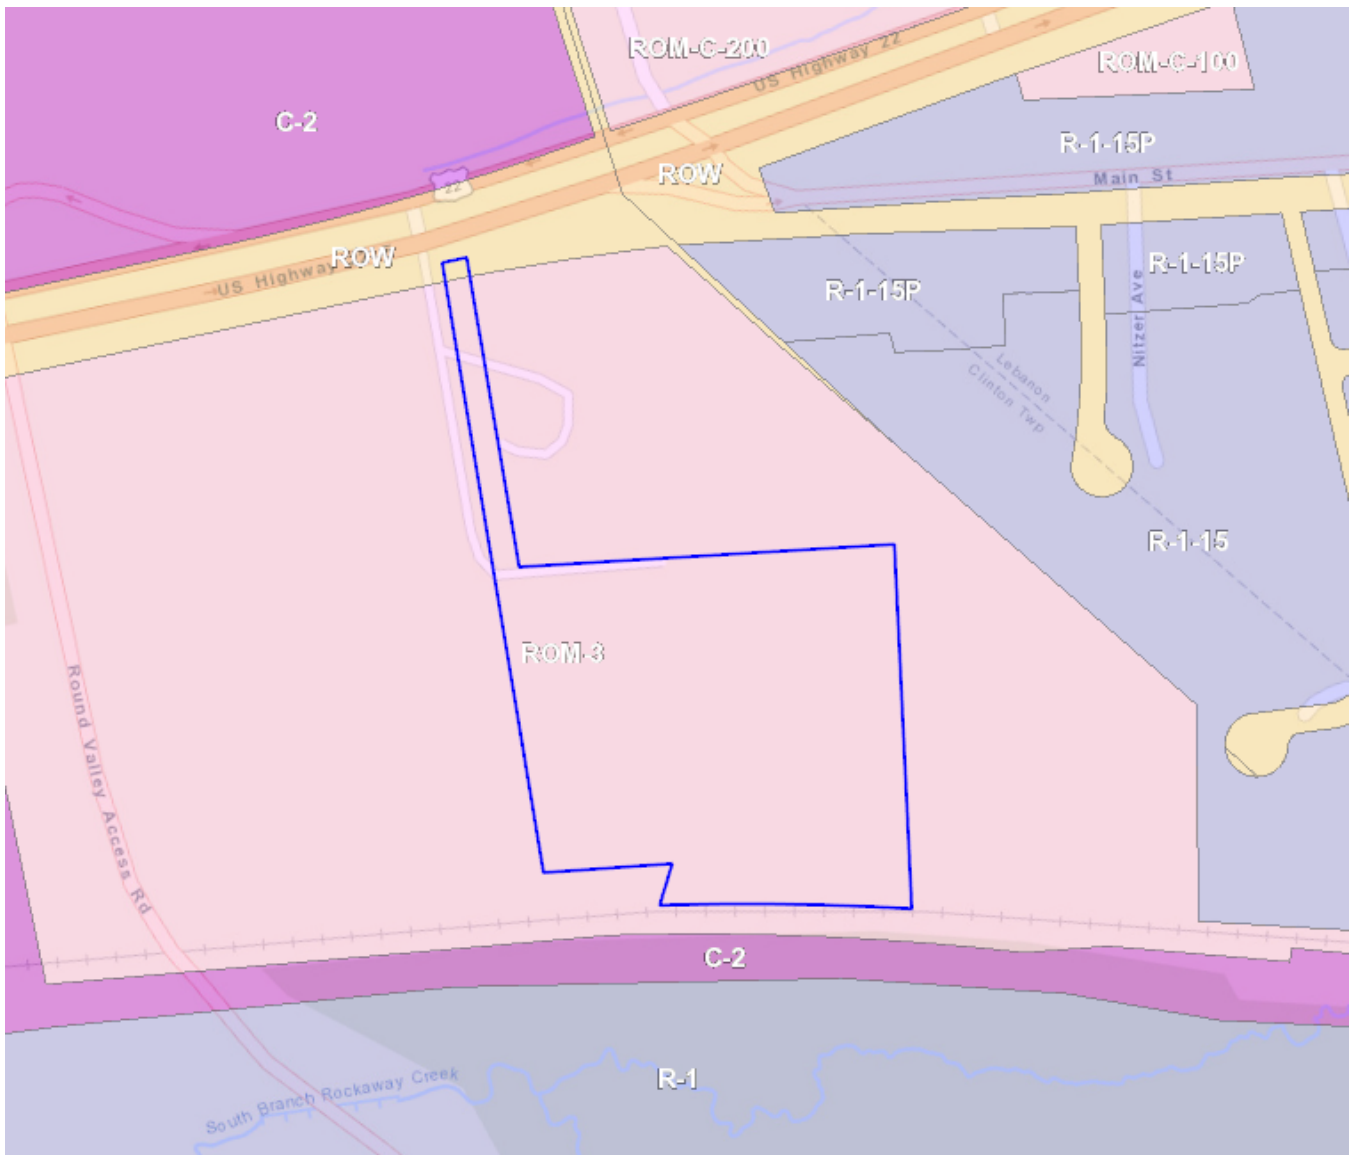 ROM-C-200
US Highway 22
ROM-C-100
C-2
R-1-15P
ROW
Main St
22
ROW
US Highway
R-1-15P
R-1-15P
Nitzer Ave
Lebanon
Clinton Twp
R-1-15
ROM-3
Round Valley Access Rd
C-2
R-1
South Branch Rockaway Creek